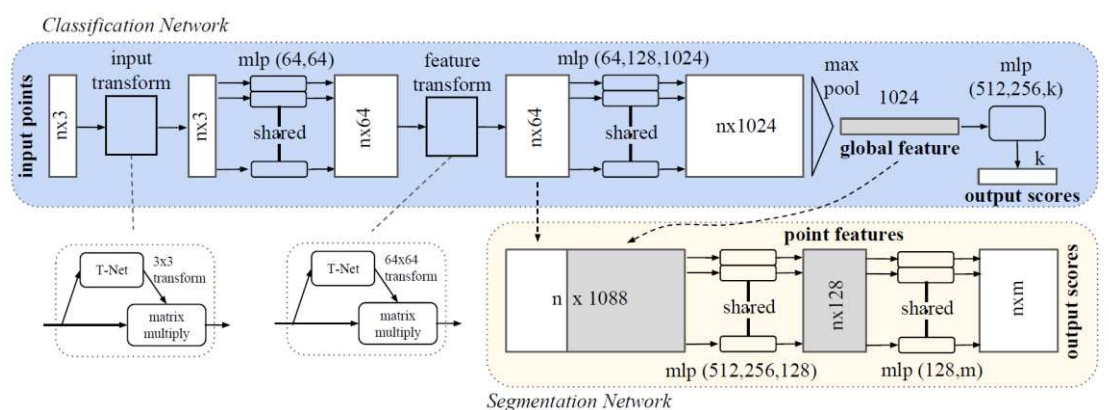 Classification Network
input points
nx3
input
transform
nx3
mlp (64,64)
shared
nx64
feature
transform
nx64
mlp (64,128,1024)
shared
nx1024
max
pool
1024
global feature
mlp
(512,256,k)
k
output scores
T-Net
3x3
transform
matrix
multiply
T-Net
64x64
transform
matrix
multiply
point features
n x 1088
shared
mlp (512,256,128)
nx128
shared
mlp (128,m)
nxm
output scores
Segmentation Network